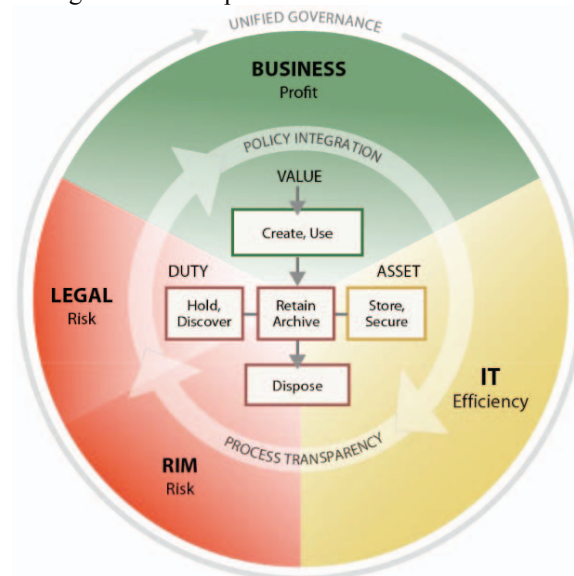 UNIFIED GOVERNANCE
BUSINESS
Profit
POLICY INTEGRATION
VALUE
Create, Use
DUTY
ASSET
LEGAL
Risk
Hold,
Discover
Retain
Archive
Store,
Secure
Dispose
IT
Efficiency
PROCESS TRANSPARENCY
RIM
Risk